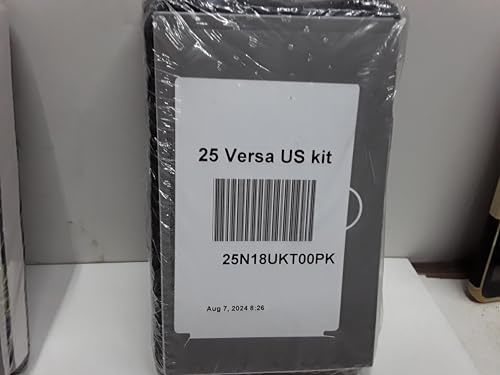 25 Versa US kit
25N18UKT00PK
Aug 7, 2024 8:26